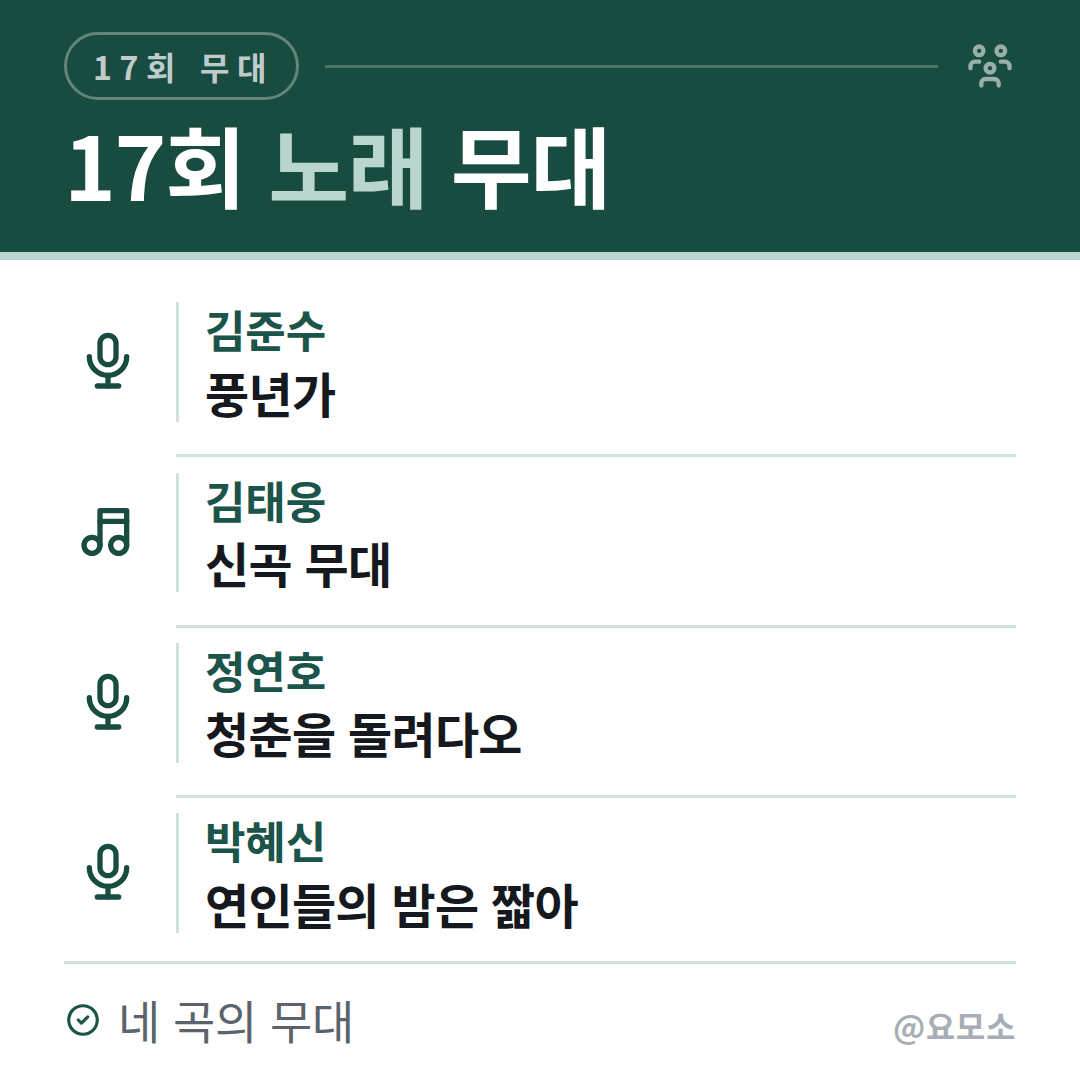 17회 무대
17회 노래 무대
김준수
풍년가
김태웅
신곡 무대
정연호
청춘을 돌려다오
박혜신
연인들의 밤은 짧아
네 곡의 무대
@요모소